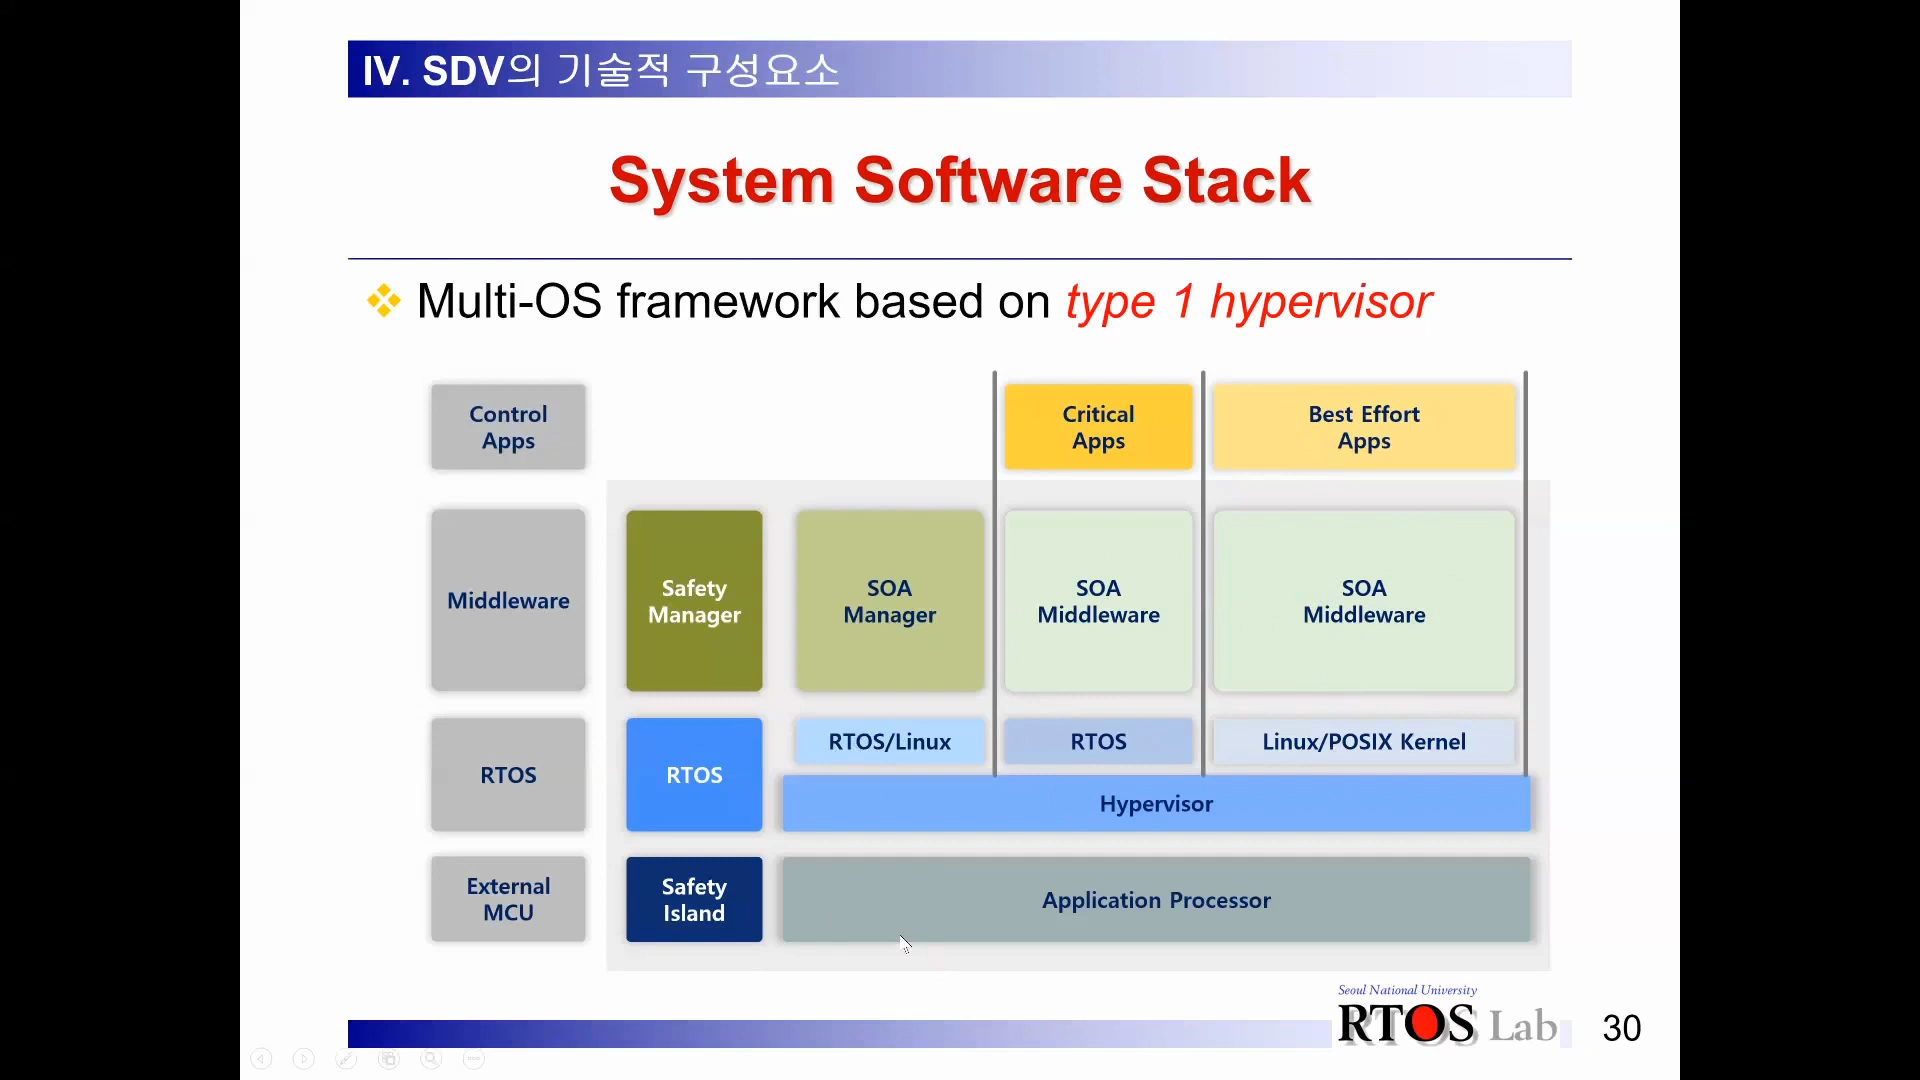 IV. SDV의 기술적 구성요소
System Software Stack
Multi-OS framework based on type 1 hypervisor
Control
Apps
Critical
Apps
Best Effort
Apps
Middleware
Safety
Manager
SOA
Manager
SOA
Middleware
SOA
Middleware
RTOS
RTOS
RTOS/Linux
RTOS
Linux/POSIX Kernel
Hypervisor
External
MCU
Safety
Island
Application Processor
Seoul National University
RTOS Lab
30